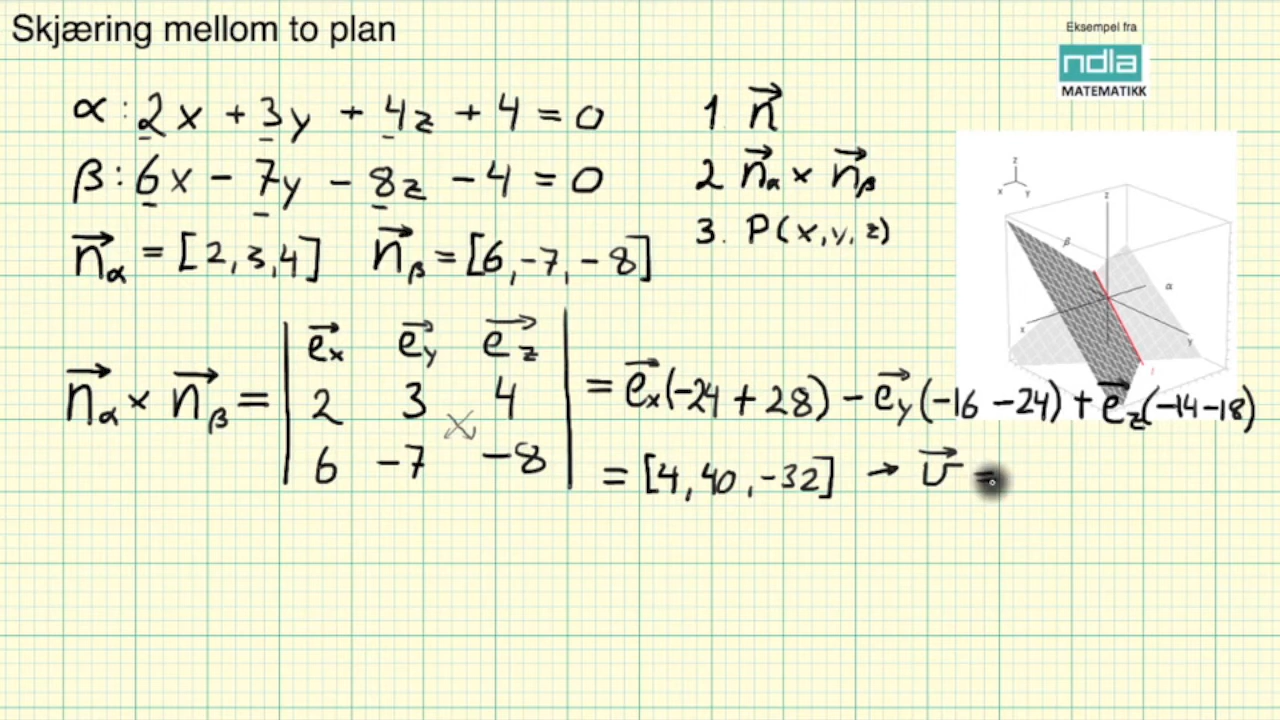 Skjæring mellom to plan
Eksempel fra
ndla
MATEMATIKK
α : 2x + 3y + 4z + 4 = 0
β : 6x - 7y - 8z - 4 = 0
n⃗α = [2,3,4] n⃗β = [6,-7,-8]
1 n⃗
2 n⃗α × n⃗β
3. P(x,y,z)
z
x y
z
β
α
x
y
l
n⃗α × n⃗β = | e⃗x e⃗y e⃗z |
2 3 4
6 -7 -8
= e⃗x(-24 + 28) - e⃗y(-16 - 24) + e⃗z(-14-18)
= [4, 40, -32] → v⃗ =